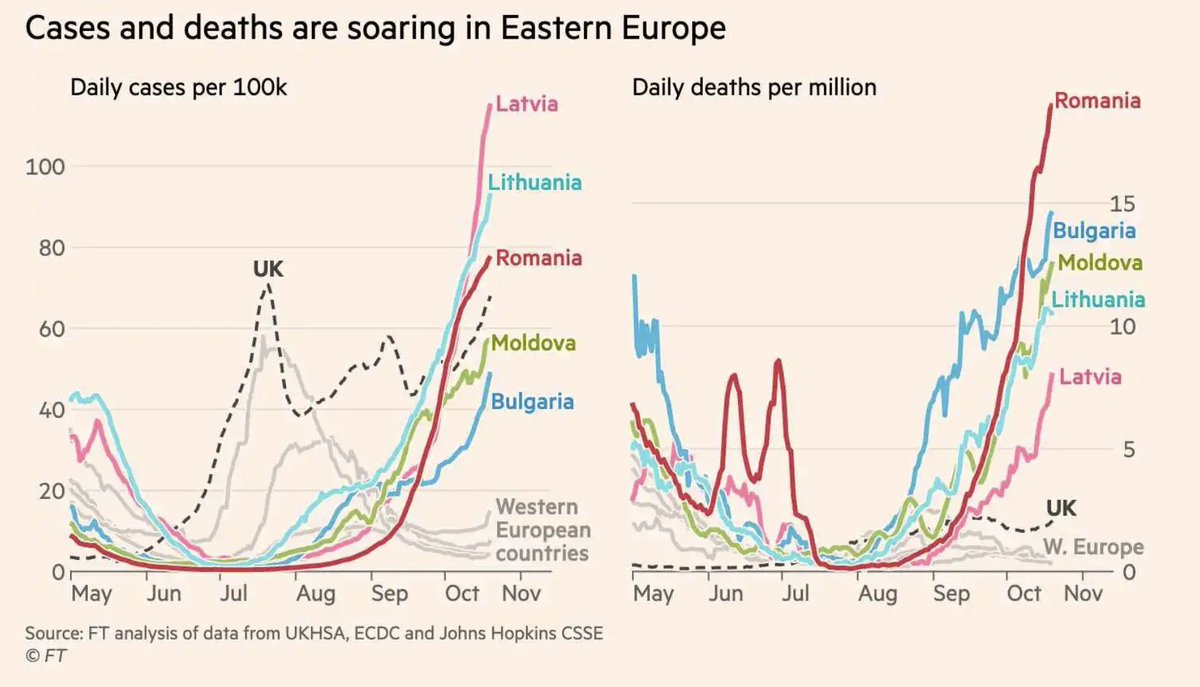 Cases and deaths are soaring in Eastern Europe
Daily cases per 100k
Latvia
100
Lithuania
80
UK
Romania
60
Moldova
40
Bulgaria
20
Western
European
countries
0
May Jun Jul Aug Sep Oct Nov
Daily deaths per million
Romania
15
Bulgaria
Moldova
Lithuania
10
Latvia
5
UK
W. Europe
0
May Jun Jul Aug Sep Oct Nov
Source: FT analysis of data from UKHSA, ECDC and Johns Hopkins CSSE
© FT